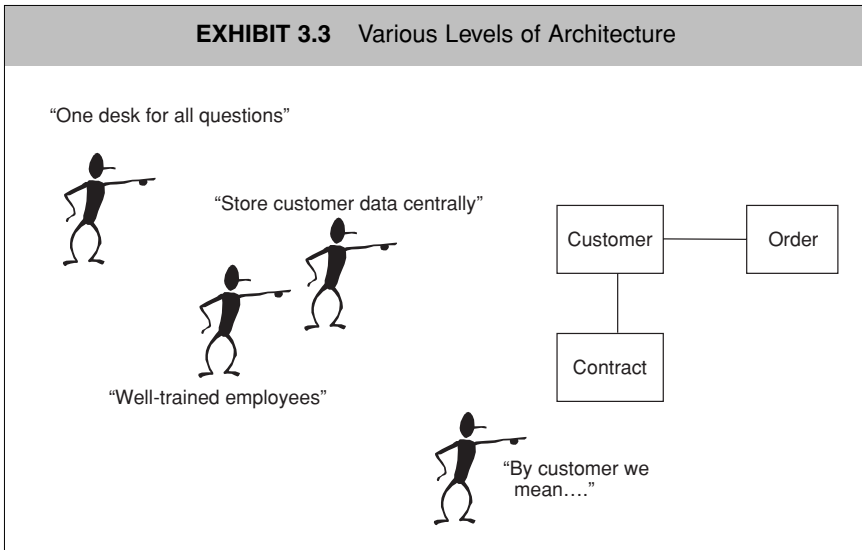 EXHIBIT 3.3 Various Levels of Architecture
“One desk for all questions”
“Store customer data centrally”
Customer
Order
Contract
“Well-trained employees”
“By customer we
mean....”